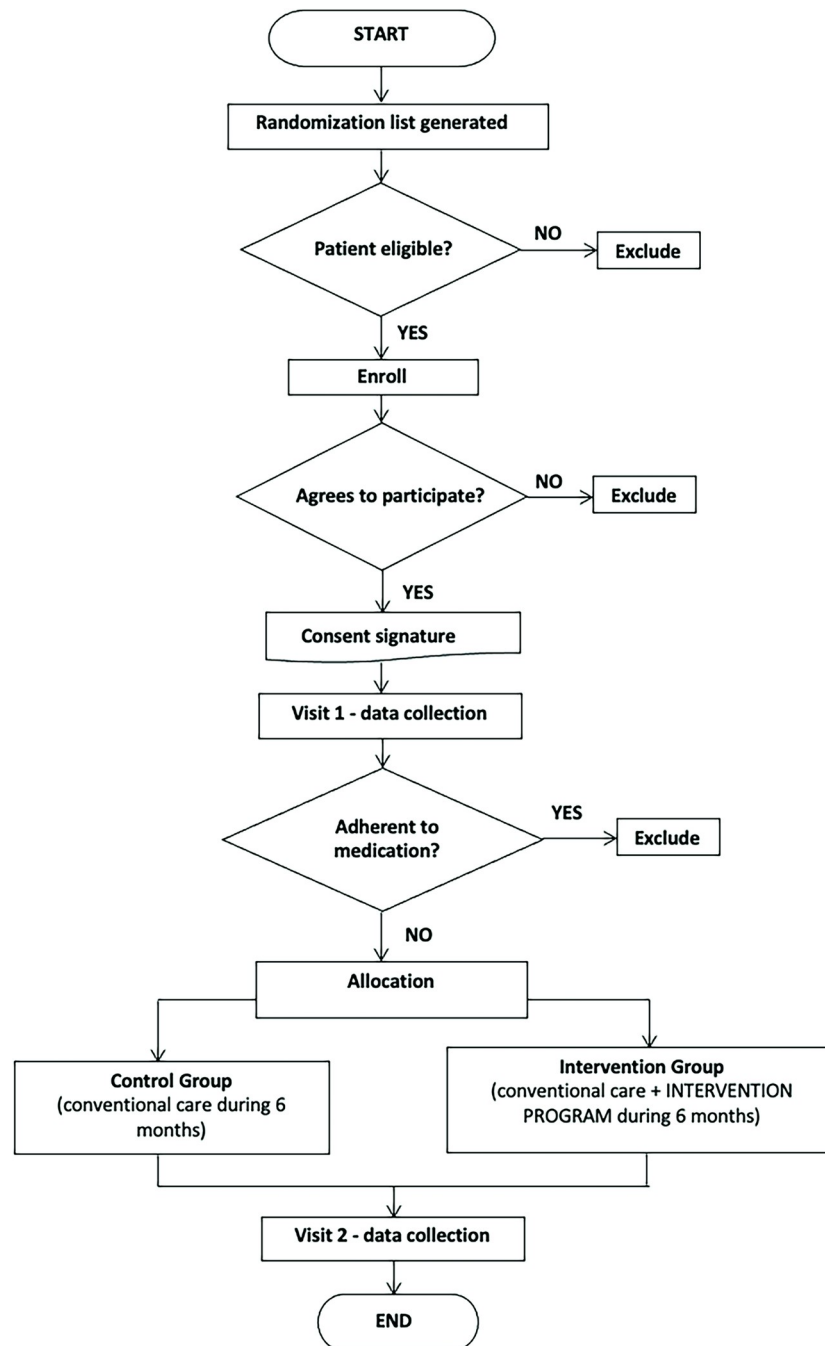 START
Randomization list generated
Patient eligible?
NO
Exclude
YES
Enroll
Agrees to participate?
NO
Exclude
YES
Consent signature
Visit 1 - data collection
Adherent to
medication?
YES
Exclude
NO
Allocation
Control Group
(conventional care during 6
months)
Intervention Group
(conventional care + INTERVENTION
PROGRAM during 6 months)
Visit 2 - data collection
END